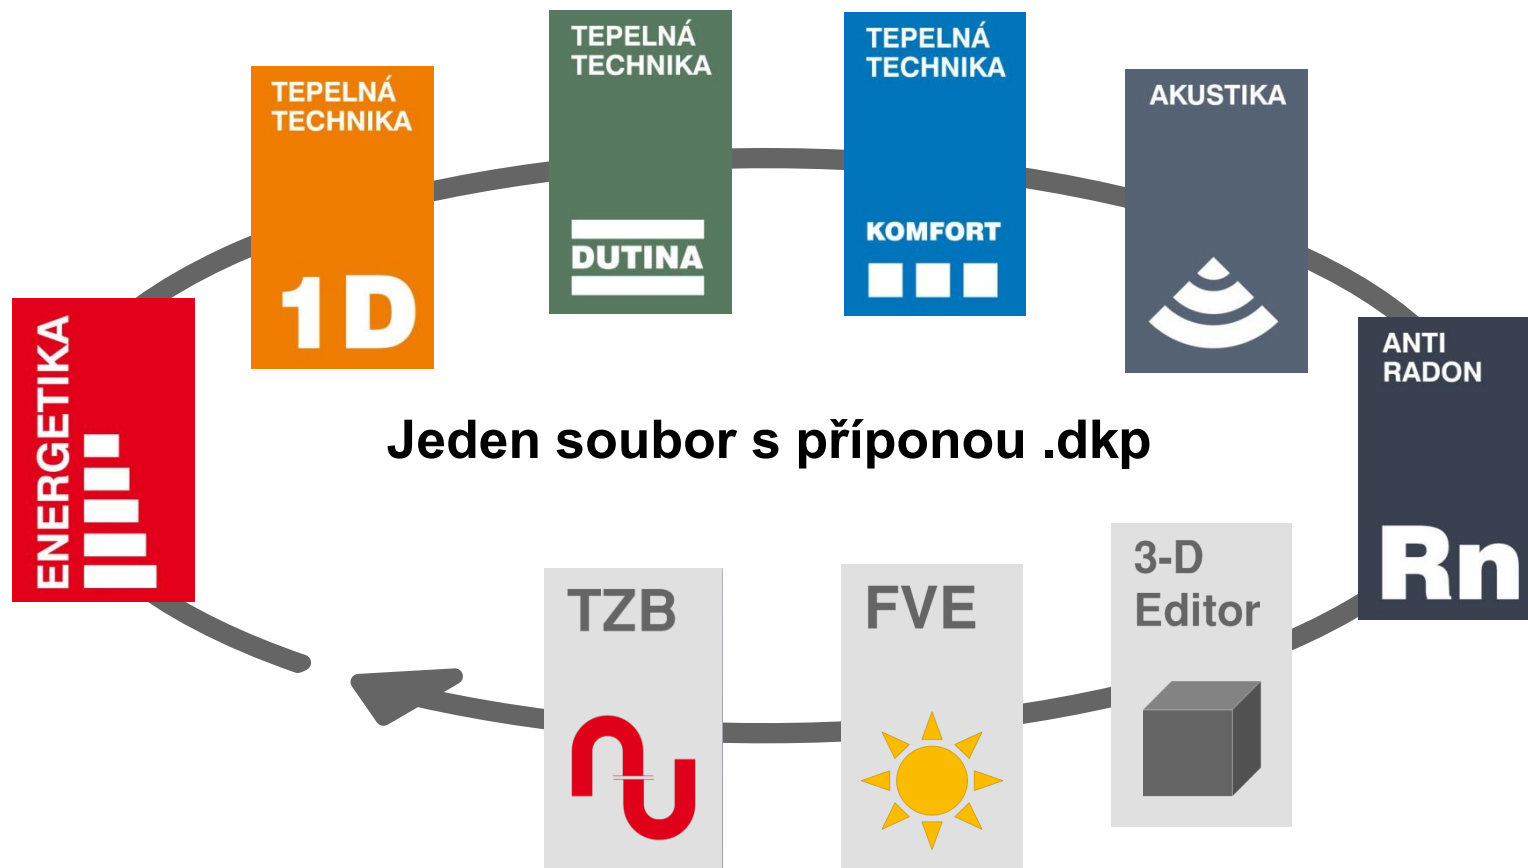 TEPELNÁ
TECHNIKA
DUTINA
TEPELNÁ
TECHNIKA
KOMFORT
TEPELNÁ
TECHNIKA
1D
AKUSTIKA
ENERGETIKA
ANTI
RADON
Rn
Jeden soubor s příponou .dkp
TZB
FVE
3-D
Editor